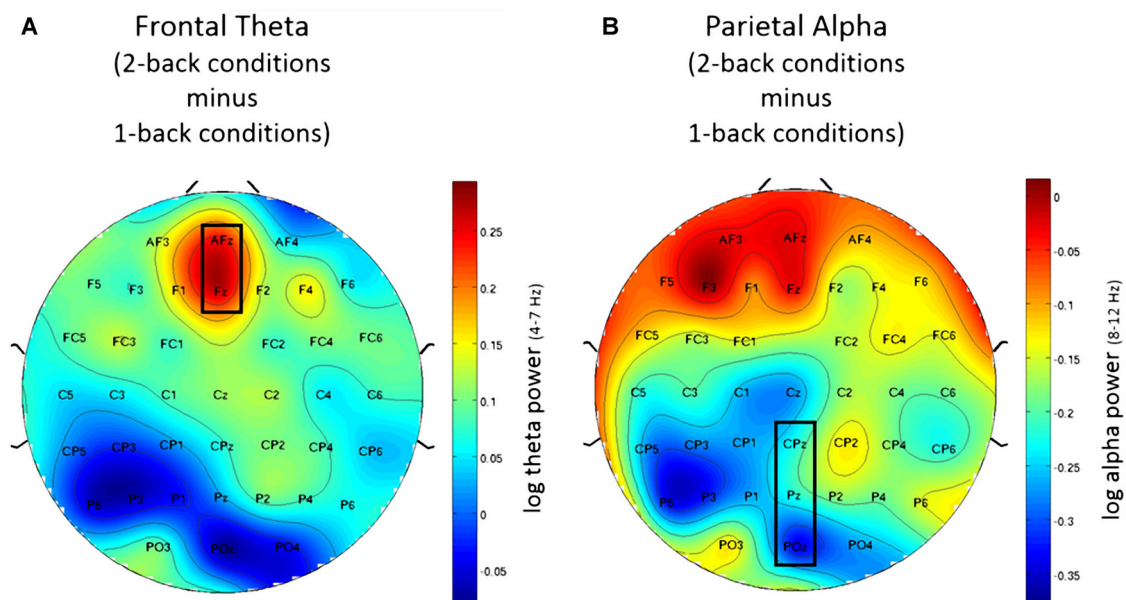 A
Frontal Theta
(2-back conditions
minus
1-back conditions)
AF3 AFz AF4
F5 F3 F1 Fz F2 F4 F6
FC5 FC3 FC1 FC2 FC4 FC6
C5 C3 C1 Cz C2 C4 C6
CP5 CP3 CP1 CPz CP2 CP4 CP6
P5 P3 P1 Pz P2 P4 P6
PO3 POz PO4
0.25
0.2
0.15
0.1
0.05
0
-0.05
log theta power (4-7 Hz)
B
Parietal Alpha
(2-back conditions
minus
1-back conditions)
AF3 AFz AF4
F5 F3 F1 Fz F2 F4 F6
FC5 FC3 FC1 FC2 FC4 FC6
C5 C3 C1 Cz C2 C4 C6
CP5 CP3 CP1 CPz CP2 CP4 CP6
P5 P3 P1 Pz P2 P4 P6
PO3 POz PO4
0
-0.05
-0.1
-0.15
-0.2
-0.25
-0.3
-0.35
log alpha power (8-12 Hz)